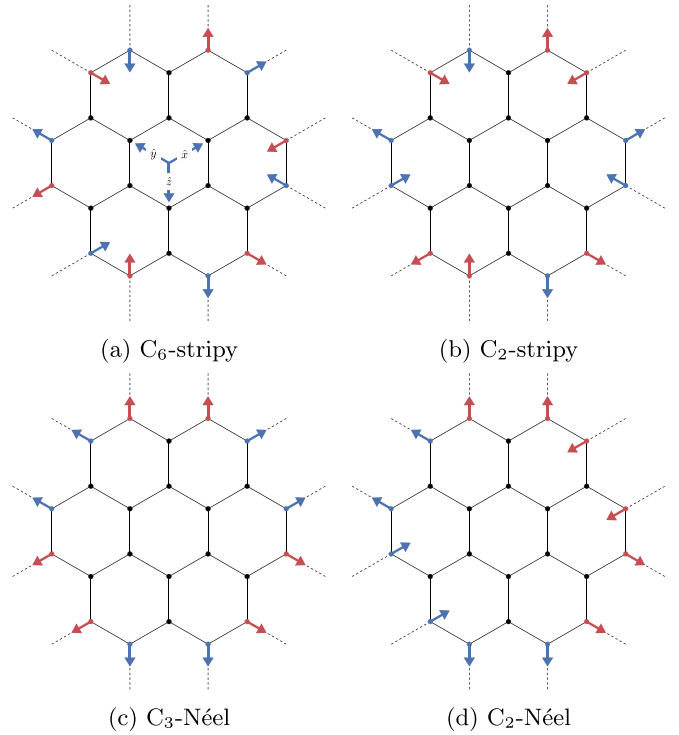 ŷ x̂
ẑ
(a) C₆-stripy
(b) C₂-stripy
(c) C₃-Néel
(d) C₂-Néel